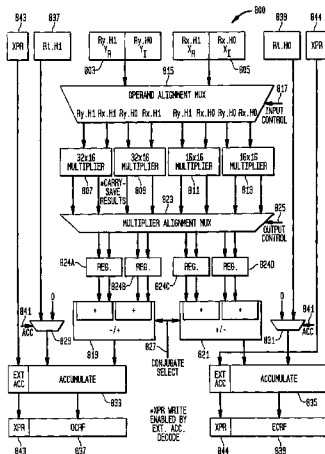 800
843 837 839 844
XPR Rt.H1 Ry.H1 Ry.H0 Rx.H1 Rx.H0 Rt.H0 XPR
YR YI XR XI
803 805
815
OPERAND ALIGNMENT MUX
817
INPUT CONTROL
Ry.H1 Rx.H1 Ry.H0 Rx.H1 Ry.H1 Rx.H0 Ry.H0 Rx.H0
32x16 MULTIPLIER 32x16 MULTIPLIER 16x16 MULTIPLIER 16x16 MULTIPLIER
807 809 811 813
*CARRY-SAVE RESULTS
823
MULTIPLIER ALIGNMENT MUX
825
OUTPUT CONTROL
824A 824B 824C 824D
REG. REG. REG. REG.
0 + + + + 0
841 ACC -/+ +/- 841 ACC
829 819 827 821 831
CONJUGATE SELECT
EXT ACC ACCUMULATE EXT ACC ACCUMULATE
833 835
*XPR WRITE ENABLED BY EXT. ACC. DECODE
XPR OCRF XPR ECRF
843 837 844 839